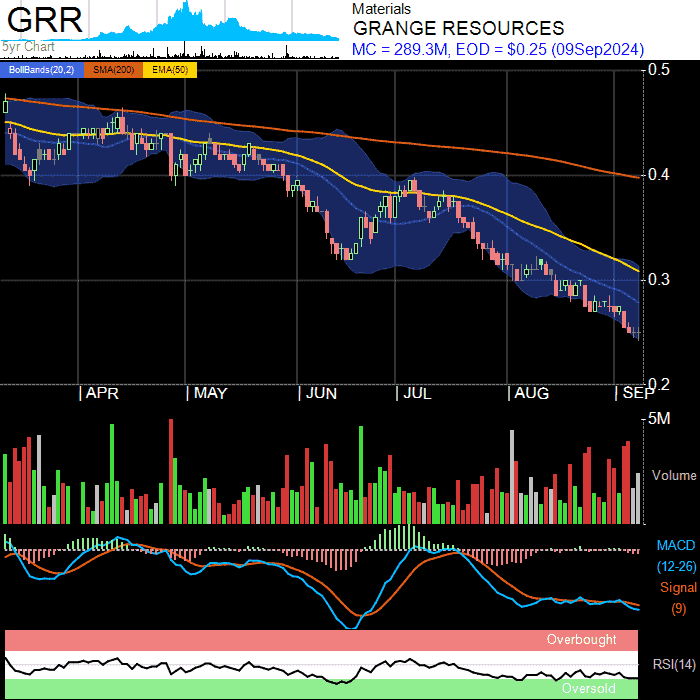 GRR
5yr Chart
Materials
GRANGE RESOURCES
MC = 289.3M, EOD = $0.25 (09Sep2024)
BollBands(20,2) SMA(200) EMA(50)
0.5
0.4
0.3
0.2
APR MAY JUN JUL AUG SEP
5M
Volume
MACD
(12-26)
Signal
(9)
Overbought
RSI(14)
Oversold